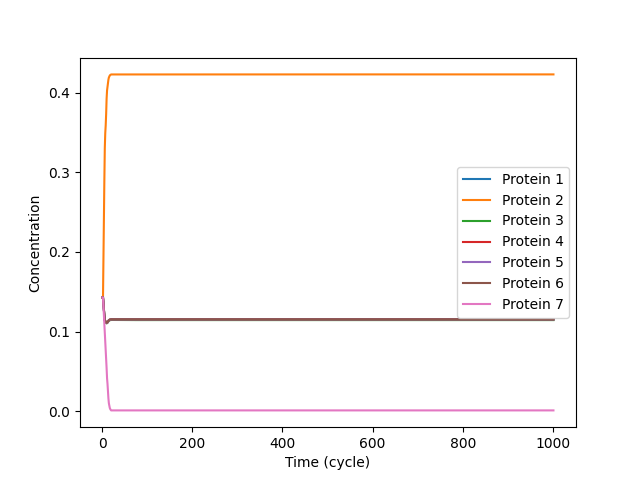 0.4
0.3
0.2
0.1
0.0
Concentration
Protein 1
Protein 2
Protein 3
Protein 4
Protein 5
Protein 6
Protein 7
0 200 400 600 800 1000
Time (cycle)